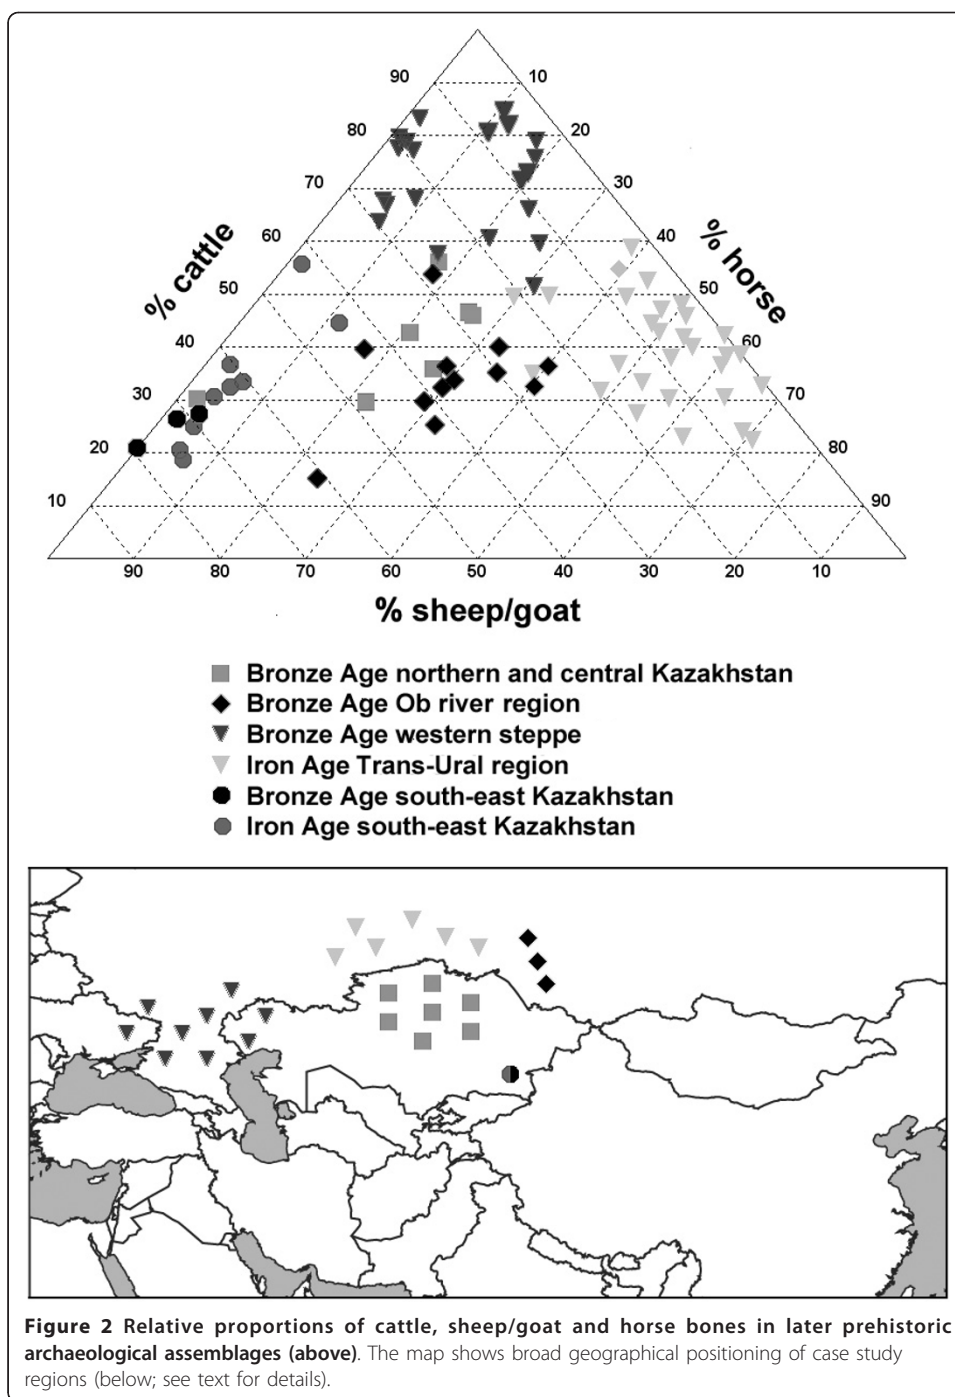 90 10
80 20
70 30
60 40
% cattle % horse
50 50
40 60
30 70
20 80
10 90
90 80 70 60 50 40 30 20 10
% sheep/goat
Bronze Age northern and central Kazakhstan
Bronze Age Ob river region
Bronze Age western steppe
Iron Age Trans-Ural region
Bronze Age south-east Kazakhstan
Iron Age south-east Kazakhstan
Figure 2 Relative proportions of cattle, sheep/goat and horse bones in later prehistoric
archaeological assemblages (above). The map shows broad geographical positioning of case study
regions (below; see text for details).